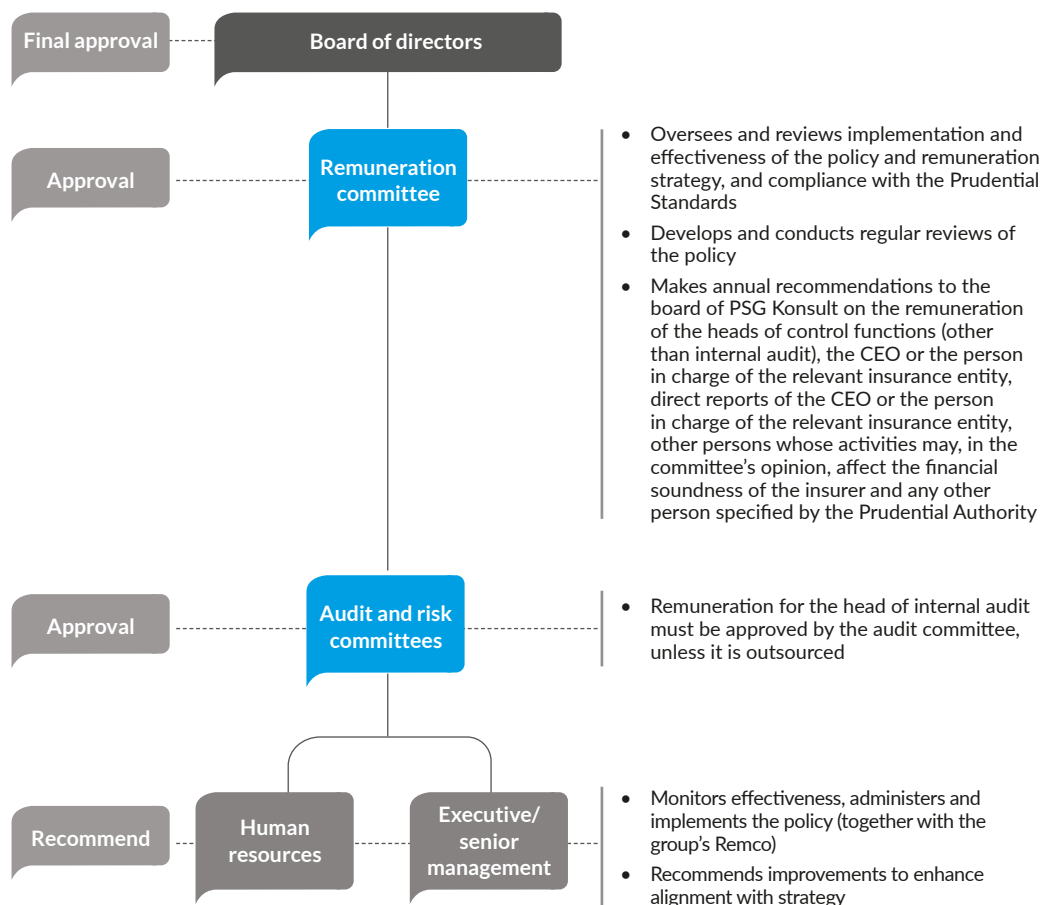 Final approval
Board of directors
Approval
Remuneration
committee
• Oversees and reviews implementation and
effectiveness of the policy and remuneration
strategy, and compliance with the Prudential
Standards
• Develops and conducts regular reviews of
the policy
• Makes annual recommendations to the
board of PSG Konsult on the remuneration
of the heads of control functions (other
than internal audit), the CEO or the person
in charge of the relevant insurance entity,
direct reports of the CEO or the person
in charge of the relevant insurance entity,
other persons whose activities may, in the
committee’s opinion, affect the financial
soundness of the insurer and any other
person specified by the Prudential Authority
Approval
Audit and risk
committees
• Remuneration for the head of internal audit
must be approved by the audit committee,
unless it is outsourced
Recommend
Human
resources
Executive/
senior
management
• Monitors effectiveness, administers and
implements the policy (together with the
group’s Remco)
• Recommends improvements to enhance
alignment with strategy